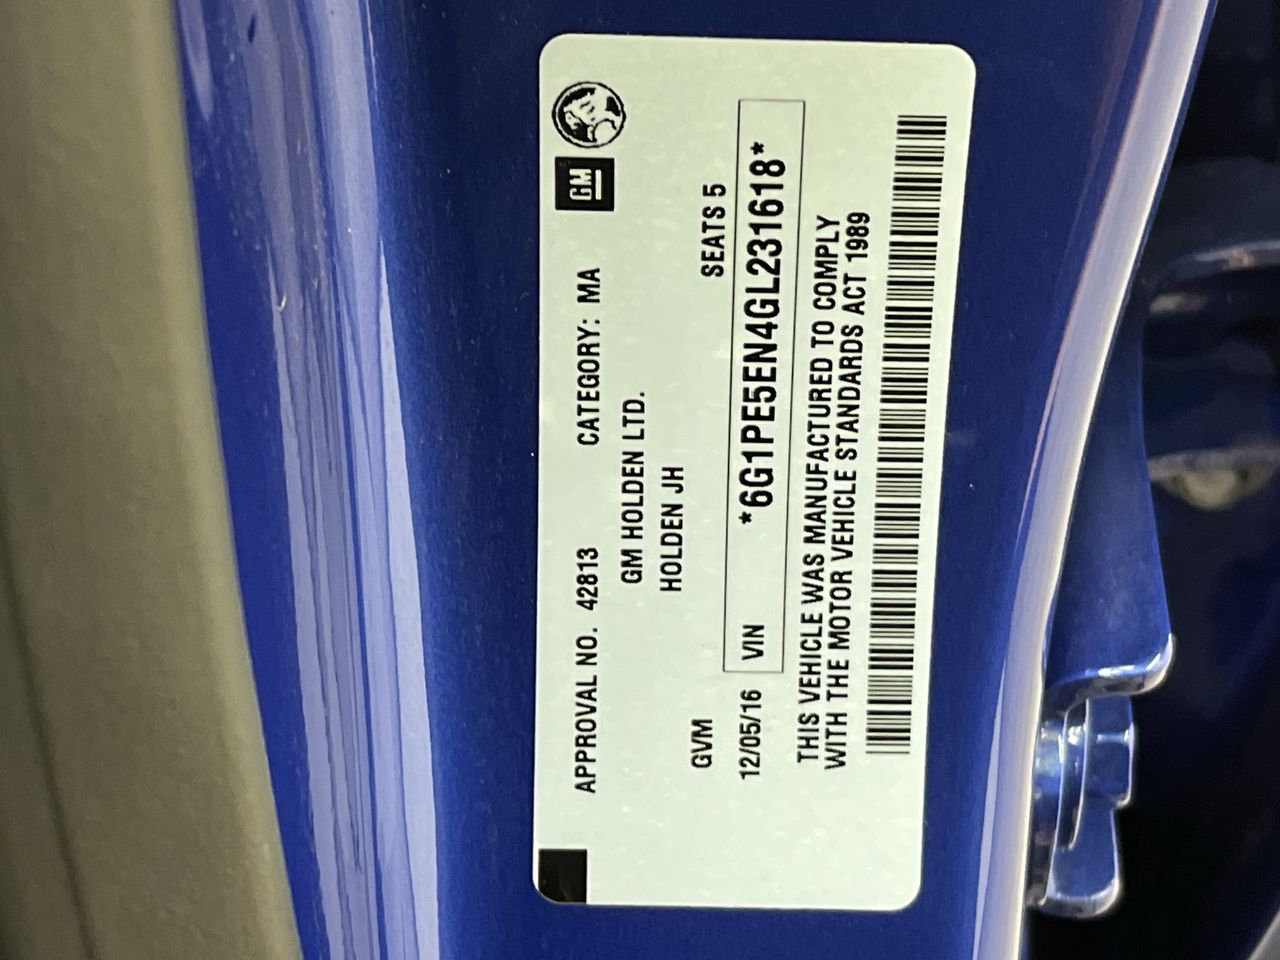 APPROVAL NO. 42813 CATEGORY: MA GM
GM HOLDEN LTD.
HOLDEN JH
GVM SEATS 5
12/05/16 VIN *6G1PE5EN4GL231618*
THIS VEHICLE WAS MANUFACTURED TO COMPLY
WITH THE MOTOR VEHICLE STANDARDS ACT 1989